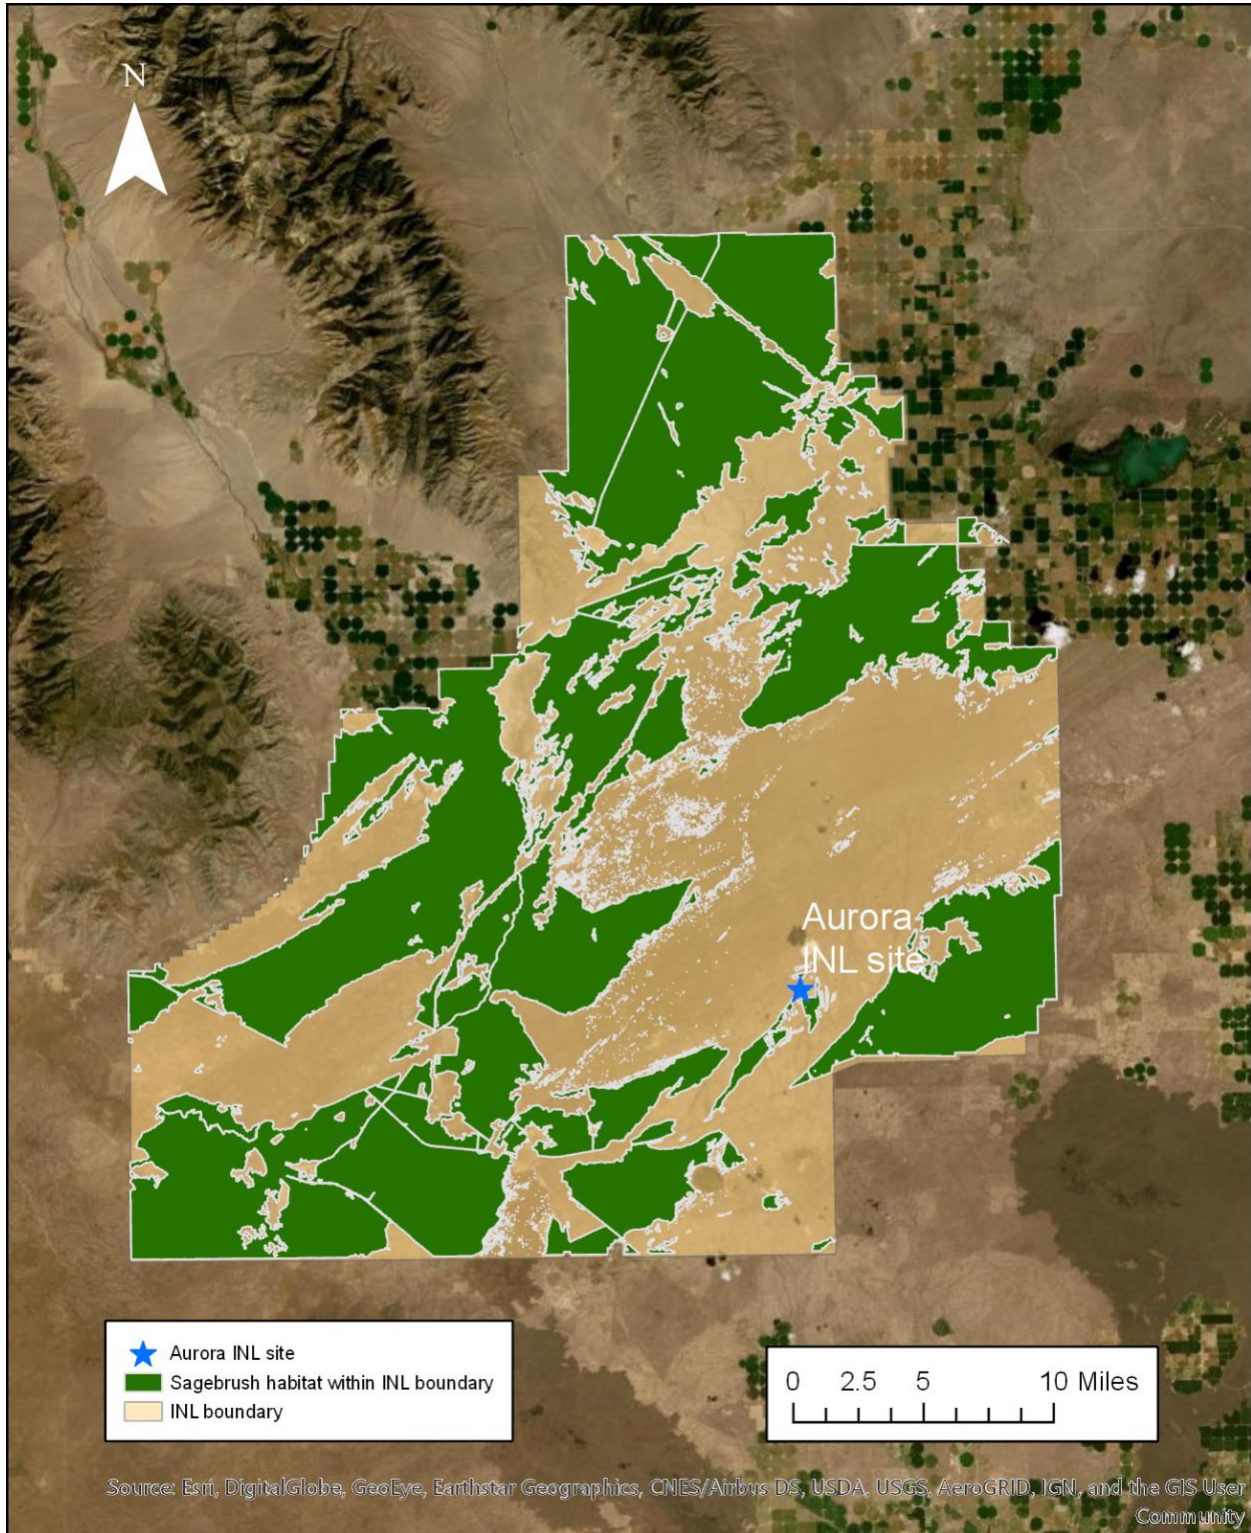 N
Aurora
INL site
Aurora INL site
Sagebrush habitat within INL boundary
INL boundary
0 2.5 5 10 Miles
Source: Esri, DigitalGlobe, GeoEye, Earthstar Geographics, CNES/Airbus DS, USDA, USGS, AeroGRID, IGN, and the GIS User
Community